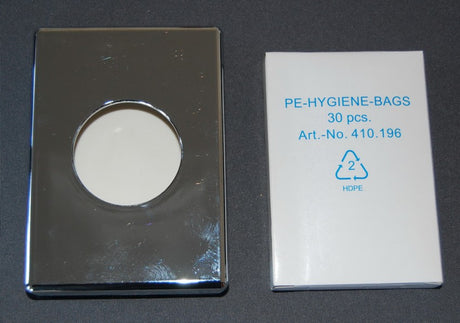 PE-HYGIENE-BAGS
30 pcs.
Art.-No. 410.196
2
HDPE